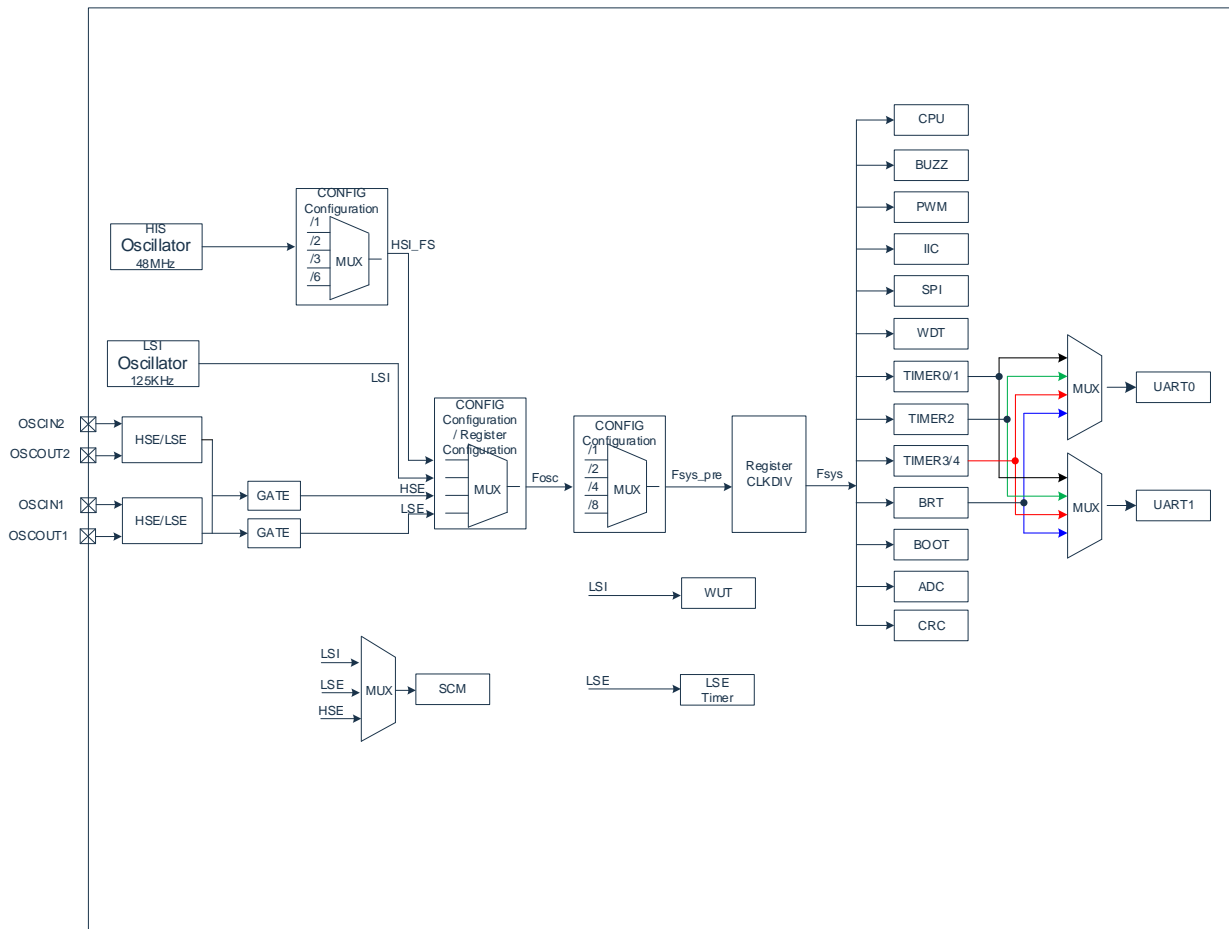 HIS
Oscillator
48MHz
CONFIG
Configuration
/1
/2
/3
/6
MUX
HSI_FS
LSI
Oscillator
125KHz
LSI
OSCIN2
OSCOUT2
HSE/LSE
OSCIN1
OSCOUT1
HSE/LSE
GATE
GATE
HSE
LSE
CONFIG
Configuration
/ Register
Configuration
MUX
Fosc
CONFIG
Configuration
/1
/2
/4
/8
MUX
Fsys_pre
Register
CLKDIV
Fsys
CPU
BUZZ
PWM
IIC
SPI
WDT
TIMER0/1
TIMER2
TIMER3/4
BRT
BOOT
ADC
CRC
MUX
UART0
MUX
UART1
LSI
WUT
LSE
LSE
Timer
LSI
LSE
HSE
MUX
SCM